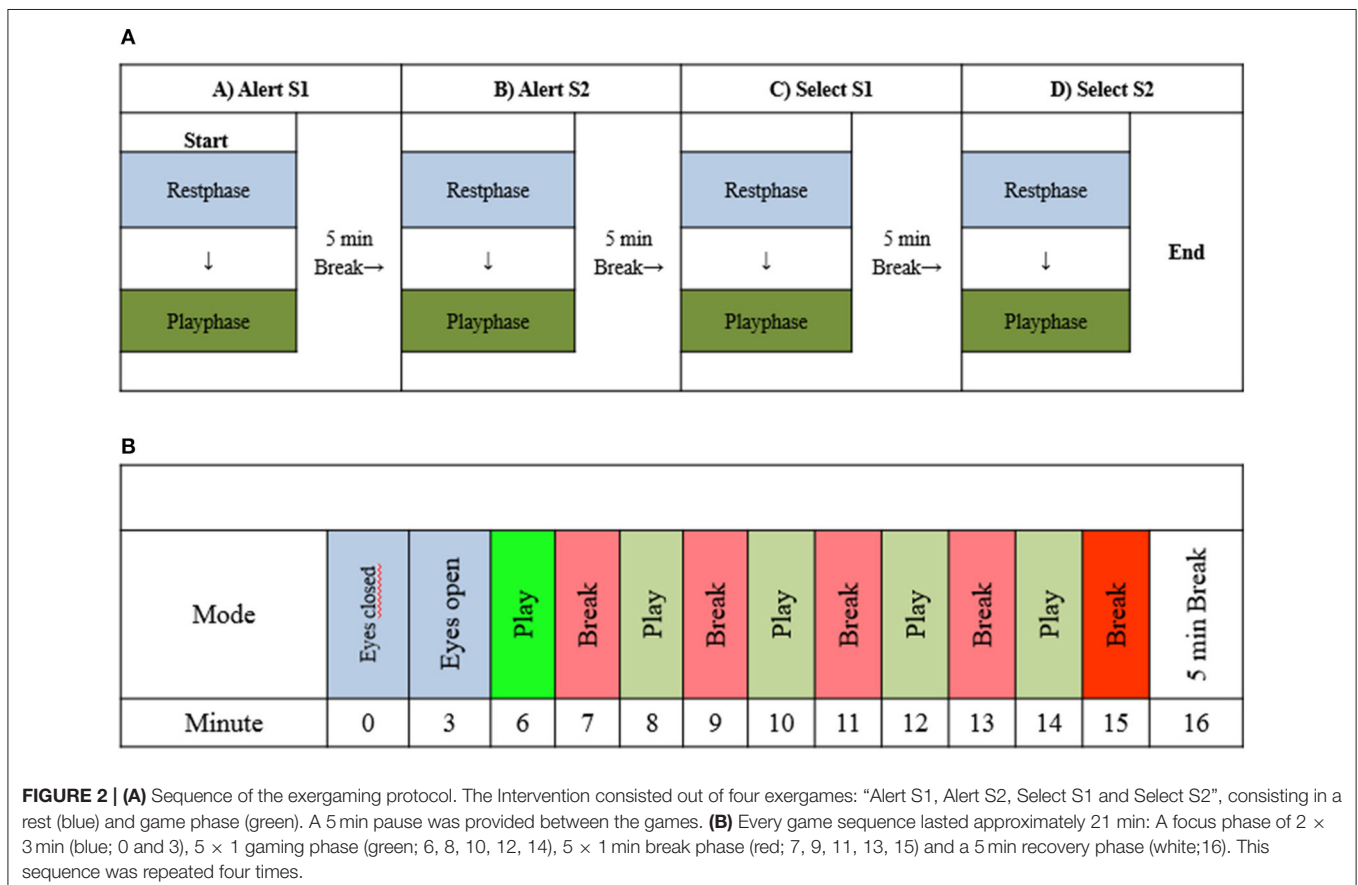 A
A) Alert S1 B) Alert S2 C) Select S1 D) Select S2
Start
Restphase Restphase Restphase Restphase
↓ 5 min Break→ ↓ 5 min Break→ ↓ 5 min Break→ ↓ End
Playphase Playphase Playphase Playphase
B
Mode Eyes closed Eyes open Play Break Play Break Play Break Play Break Play Break 5 min Break
Minute 0 3 6 7 8 9 10 11 12 13 14 15 16
FIGURE 2 | (A) Sequence of the exergaming protocol. The Intervention consisted out of four exergames: “Alert S1, Alert S2, Select S1 and Select S2”, consisting in a
rest (blue) and game phase (green). A 5 min pause was provided between the games. (B) Every game sequence lasted approximately 21 min: A focus phase of 2 ×
3 min (blue; 0 and 3), 5 × 1 gaming phase (green; 6, 8, 10, 12, 14), 5 × 1 min break phase (red; 7, 9, 11, 13, 15) and a 5 min recovery phase (white;16). This
sequence was repeated four times.